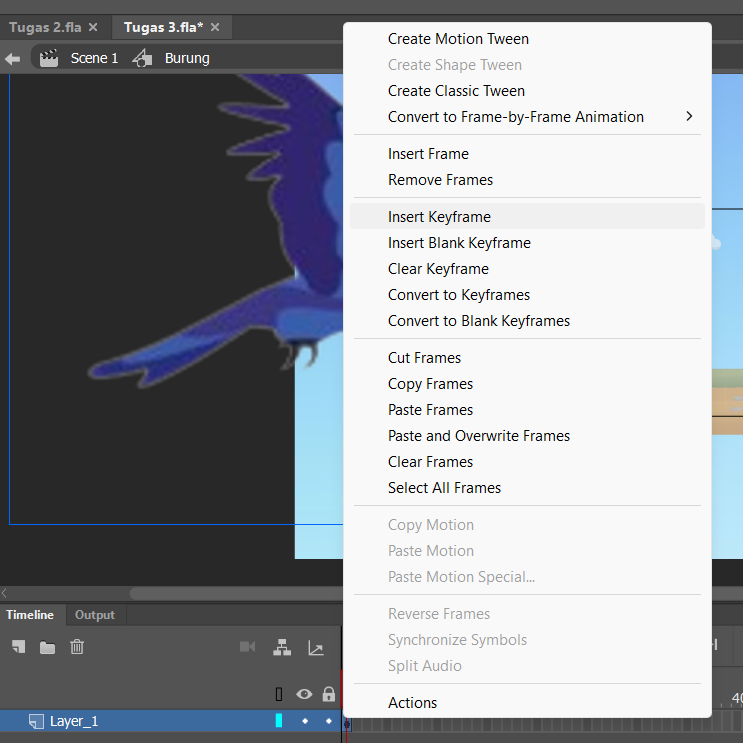 Tugas 2.fla ×
Tugas 3.fla* ×
Scene 1
Burung
Create Motion Tween
Create Shape Tween
Create Classic Tween
Convert to Frame-by-Frame Animation
Insert Frame
Remove Frames
Insert Keyframe
Insert Blank Keyframe
Clear Keyframe
Convert to Keyframes
Convert to Blank Keyframes
Cut Frames
Copy Frames
Paste Frames
Paste and Overwrite Frames
Clear Frames
Select All Frames
Copy Motion
Paste Motion
Paste Motion Special...
Reverse Frames
Synchronize Symbols
Split Audio
Actions
Timeline
Output
40
Layer_1